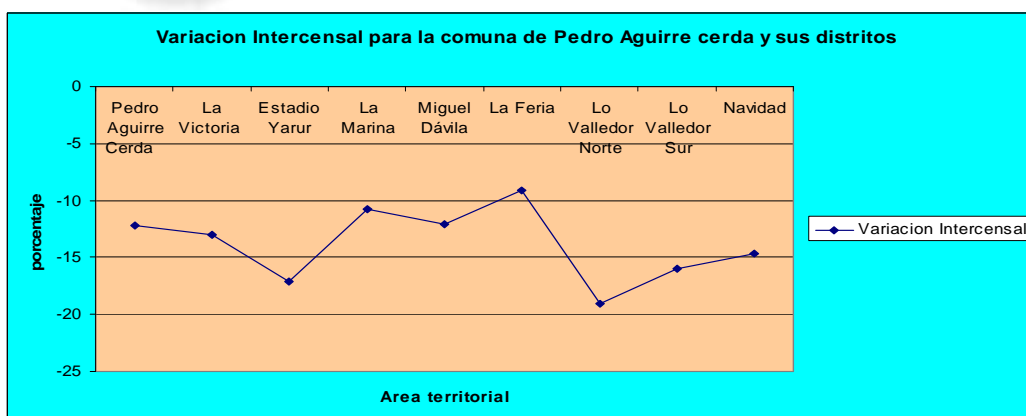 Variacion Intercensal para la comuna de Pedro Aguirre cerda y sus distritos
0
-5
-10
-15
-20
-25
porcentaje
Pedro Aguirre Cerda
La Victoria
Estadio Yarur
La Marina
Miguel Dávila
La Feria
Lo Valledor Norte
Lo Valledor Sur
Navidad
Variacion Intercensal
Area territorial